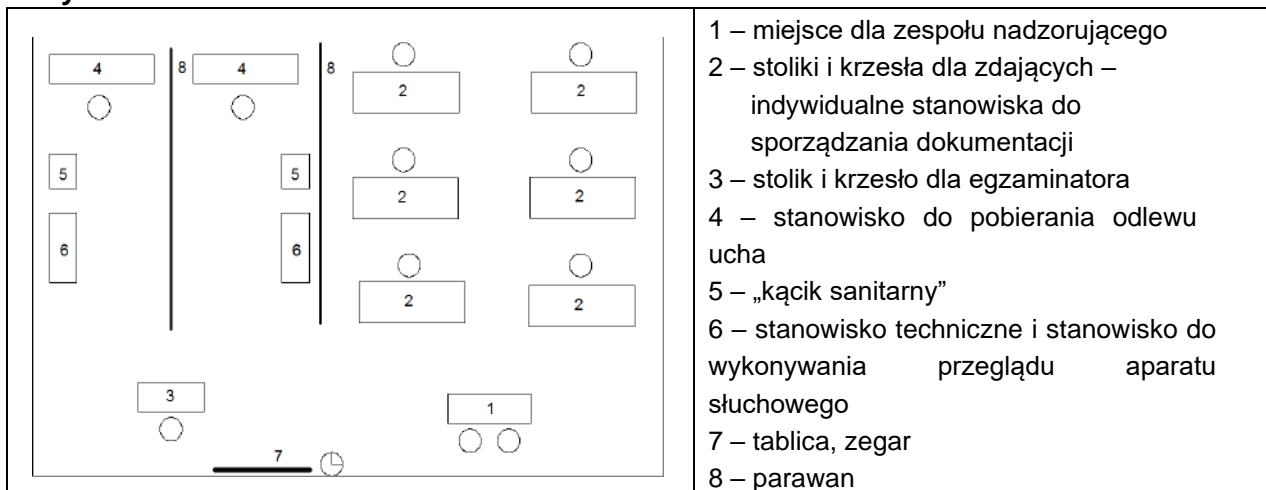 4
8
4
8
2
2
5
5
2
2
6
6
2
2
3
1
7
1 – miejsce dla zespołu nadzorującego
2 – stoliki i krzesła dla zdających –
indywidualne stanowiska do
sporządzania dokumentacji
3 – stolik i krzesło dla egzaminatora
4 – stanowisko do pobierania odlewu
ucha
5 – „kącik sanitarny”
6 – stanowisko techniczne i stanowisko do
wykonywania przeglądu aparatu
słuchowego
7 – tablica, zegar
8 – parawan